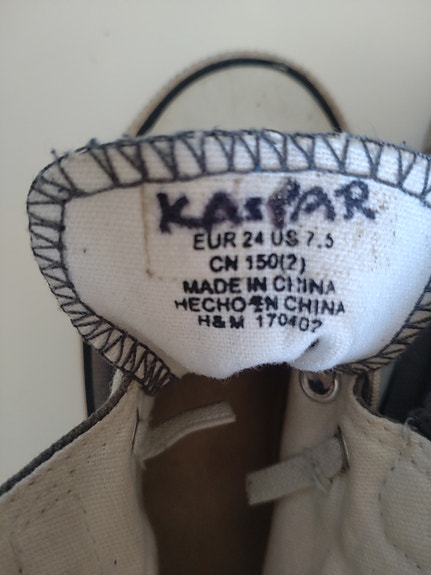 KASPAR
EUR 24 US 7.5
CN 150(2)
MADE IN CHINA
HECHO EN CHINA
H&M 170402